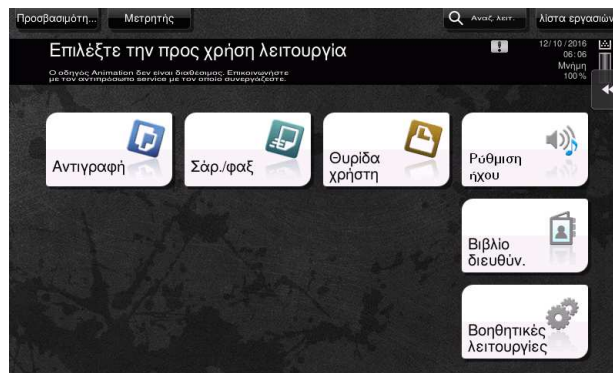 Προσβασιμότη...
Μετρητής
Αναζ. λειτ.
λίστα εργασιών
Επιλέξτε την προς χρήση λειτουργία
Ο οδηγός Animation δεν είναι διαθέσιμος. Επικοινωνήστε
με τον αντιπρόσωπο service με τον οποίο συνεργάζεστε.
12/10/2016
06:06
Μνήμη
100%
Αντιγραφή
Σάρ./φαξ
Θυρίδα
χρήστη
Ρύθμιση
ήχου
Βιβλίο
διευθύν.
Βοηθητικές
λειτουργίες